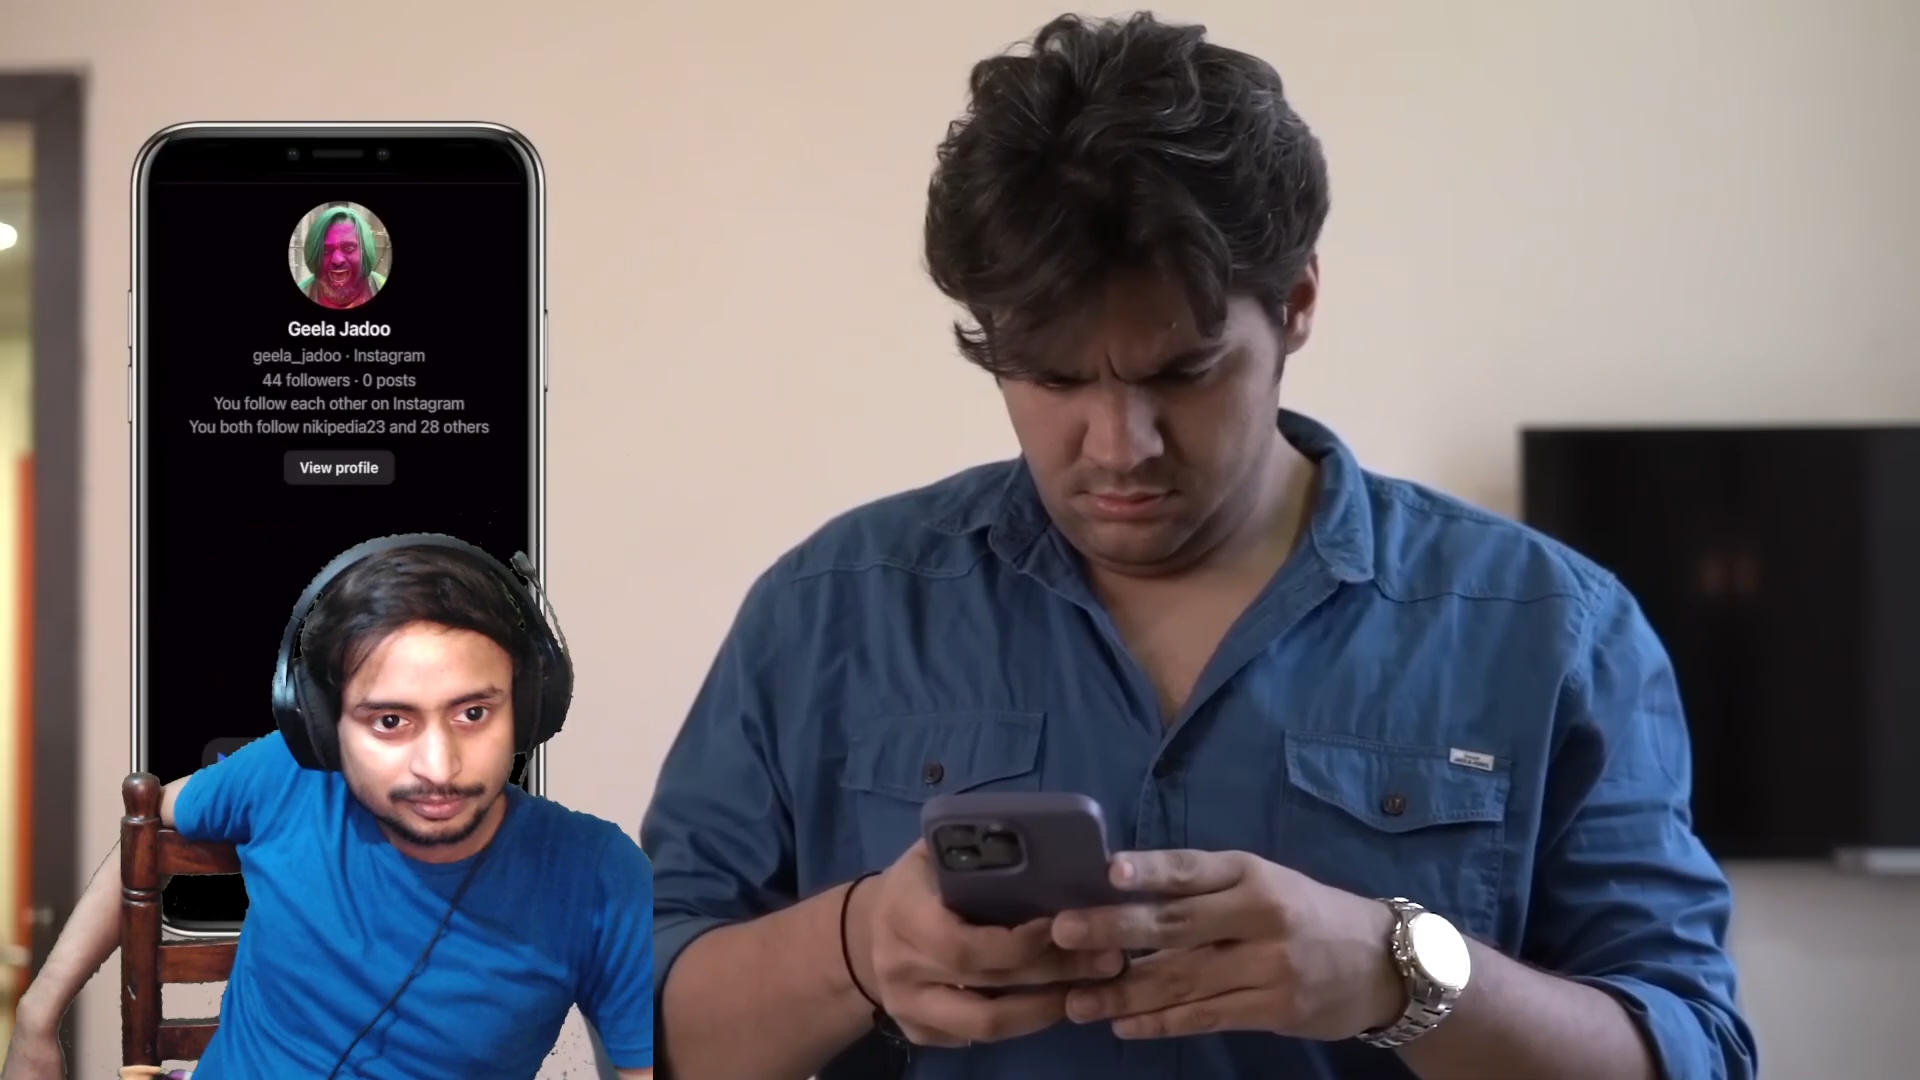 Geela Jadoo
geela_jadoo · Instagram
44 followers · 0 posts
You follow each other on Instagram
You both follow nikipedia23 and 28 others
View profile